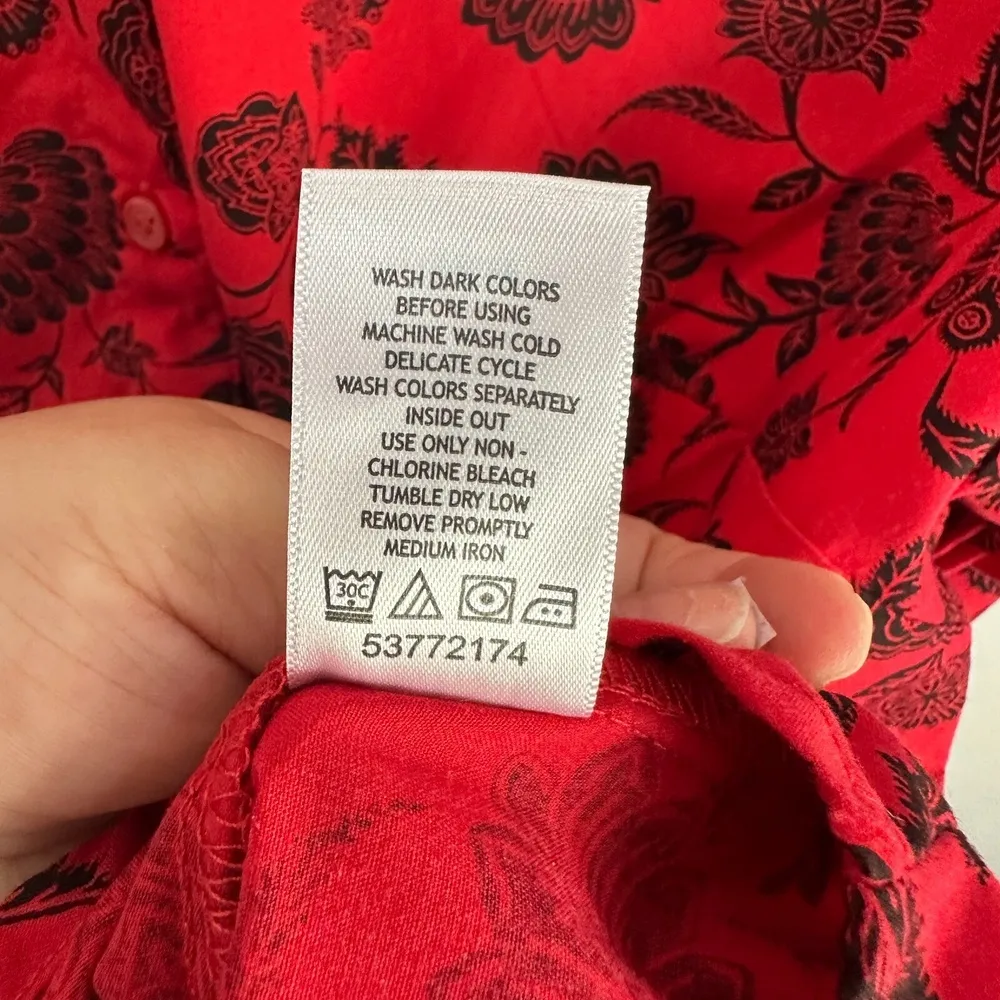 WASH DARK COLORS
BEFORE USING
MACHINE WASH COLD
DELICATE CYCLE
WASH COLORS SEPARATELY
INSIDE OUT
USE ONLY NON -
CHLORINE BLEACH
TUMBLE DRY LOW
REMOVE PROMPTLY
MEDIUM IRON
30C
53772174